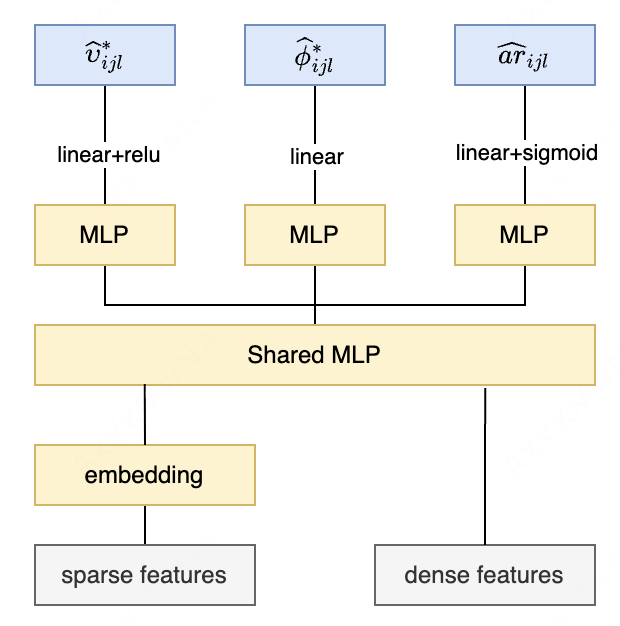 υ̂*ijl ϕ̂*ijl âr ijl
linear+relu linear linear+sigmoid
MLP MLP MLP
Shared MLP
embedding
sparse features dense features